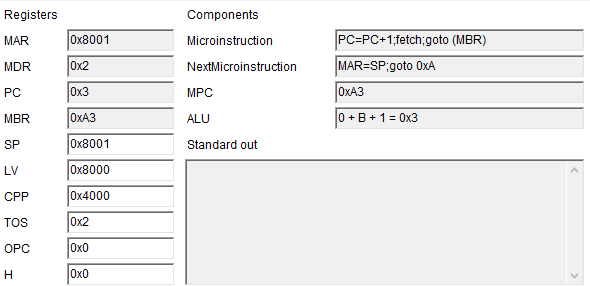 Registers Components
MAR 0x8001 Microinstruction PC=PC+1;fetch;goto (MBR)
MDR 0x2 NextMicroinstruction MAR=SP;goto 0xA
PC 0x3 MPC 0xA3
MBR 0xA3 ALU 0 + B + 1 = 0x3
SP 0x8001 Standard out
LV 0x8000
CPP 0x4000
TOS 0x2
OPC 0x0
H 0x0